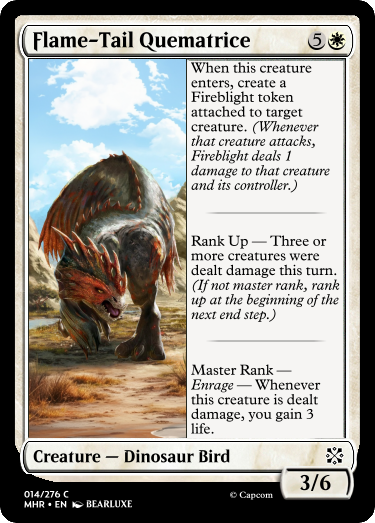 Flame-Tail Quematrice 5
When this creature
enters, create a
Fireblight token
attached to target
creature. (Whenever
that creature attacks,
Fireblight deals 1
damage to that creature
and its controller.)
Rank Up — Three or
more creatures were
dealt damage this turn.
(If not master rank, rank
up at the beginning of the
next end step.)
Master Rank —
Enrage — Whenever
this creature is dealt
damage, you gain 3
life.
Creature — Dinosaur Bird
3/6
014/276 C
MHR • EN BEARLUXE
© Capcom